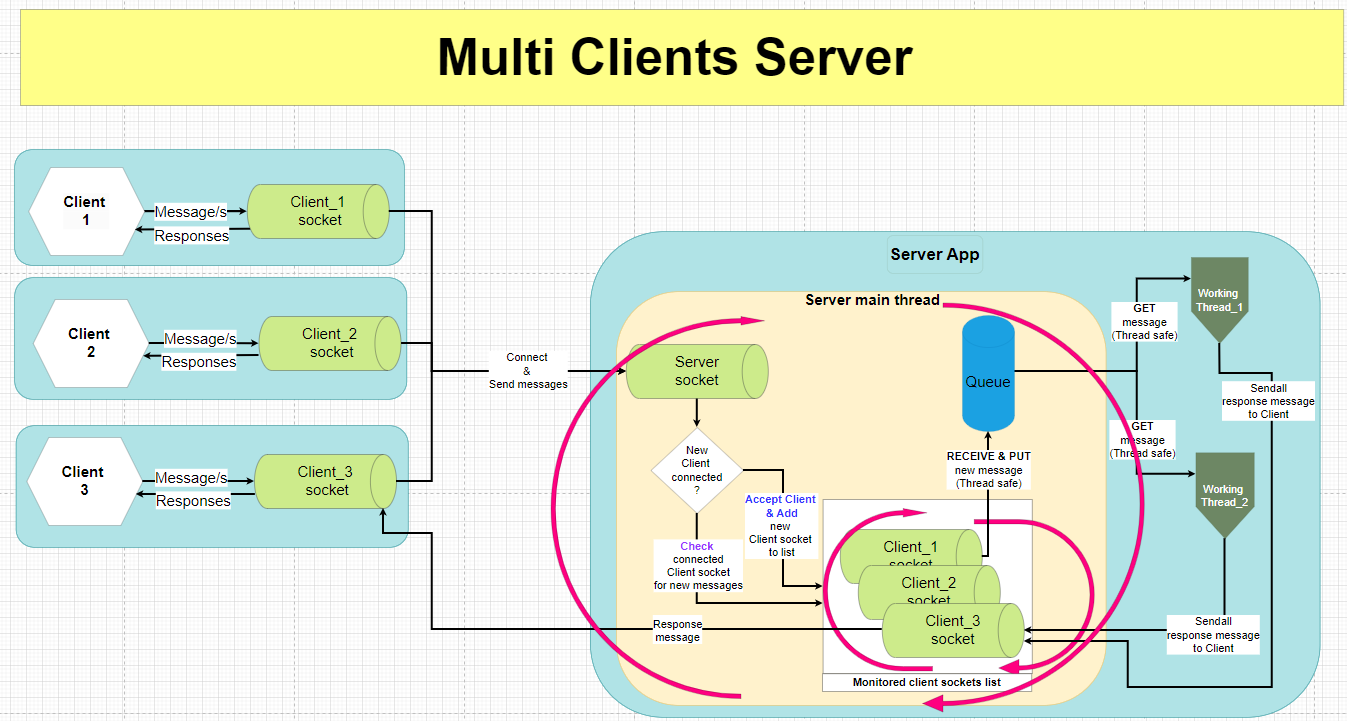 Multi Clients Server
Client
1
Message/s
Responses
Client_1
socket
Client
2
Message/s
Responses
Client_2
socket
Client
3
Message/s
Responses
Client_3
socket
Connect
&
Send messages
Server App
Server main thread
Server
socket
New
Client
connected
?
Accept Client
& Add
new
Client socket
to list
Check
connected
Client socket
for new messages
Response
message
Queue
RECEIVE & PUT
new message
(Thread safe)
Client_1
socket
Client_2
socket
Client_3
socket
Monitored client sockets list
GET
message
(Thread safe)
Working
Thread_1
Sendall
response message
to Client
GET
message
(Thread safe)
Working
Thread_2
Sendall
response message
to Client